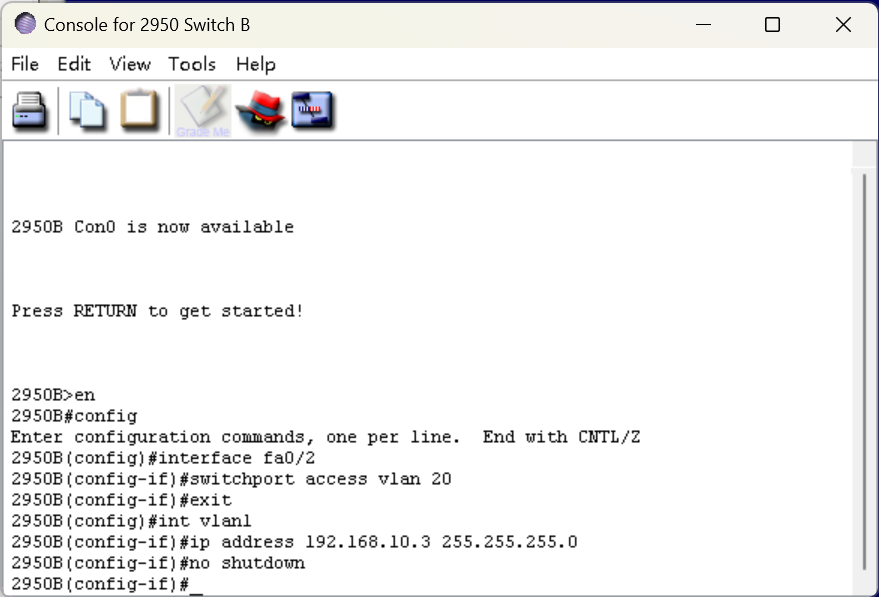 Console for 2950 Switch B
File Edit View Tools Help
Grade Me
2950B Con0 is now available
Press RETURN to get started!
2950B>en
2950B#config
Enter configuration commands, one per line.  End with CNTL/Z
2950B(config)#interface fa0/2
2950B(config-if)#switchport access vlan 20
2950B(config-if)#exit
2950B(config)#int vlan1
2950B(config-if)#ip address 192.168.10.3 255.255.255.0
2950B(config-if)#no shutdown
2950B(config-if)#_